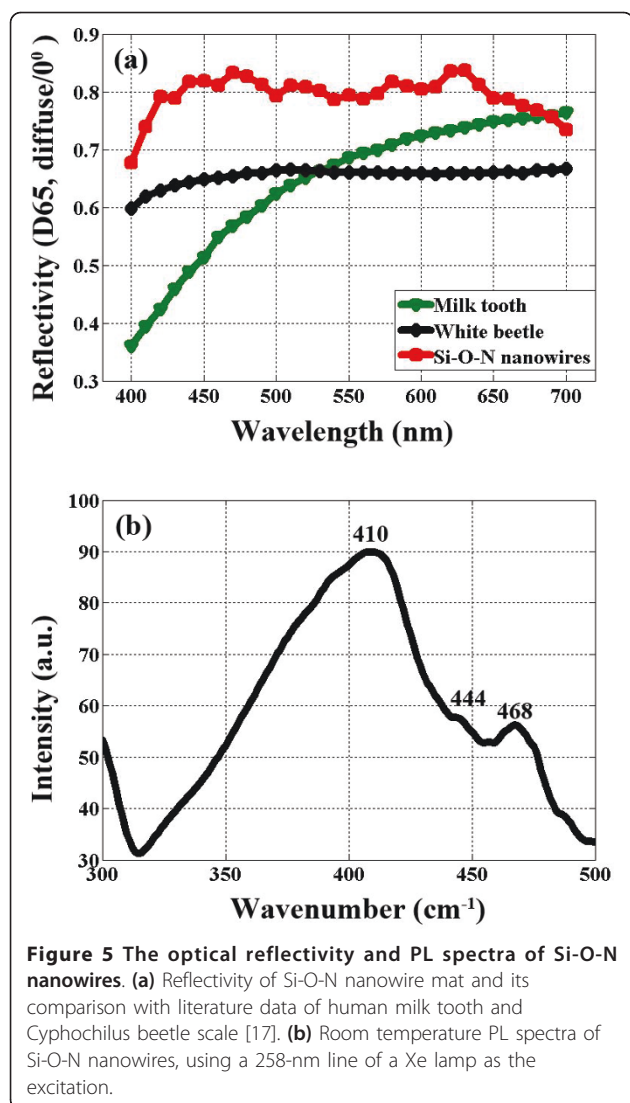 0.9
(a)
0.8
0.7
0.6
0.5
0.4
0.3
Reflectivity (D65, diffuse/0⁰)
Milk tooth
White beetle
Si-O-N nanowires
400 450 500 550 600 650 700
Wavelength (nm)
100
(b)
410
90
80
70
60
444
468
50
40
30
Intensity (a.u.)
300 350 400 450 500
Wavenumber (cm⁻¹)
Figure 5 The optical reflectivity and PL spectra of Si-O-N
nanowires. (a) Reflectivity of Si-O-N nanowire mat and its
comparison with literature data of human milk tooth and
Cyphochilus beetle scale [17]. (b) Room temperature PL spectra of
Si-O-N nanowires, using a 258-nm line of a Xe lamp as the
excitation.